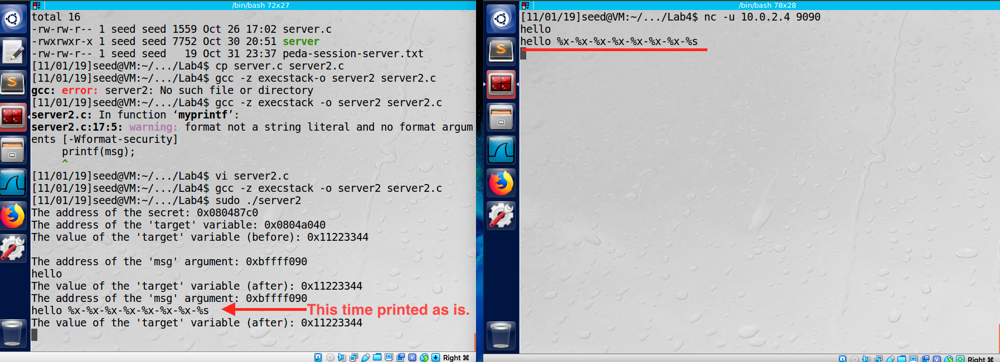 /bin/bash 72x27
total 16
-rw-rw-r-- 1 seed seed 1559 Oct 26 17:02 server.c
-rwxrwxr-x 1 seed seed 7752 Oct 30 20:51 server
-rw-rw-r-- 1 seed seed   19 Oct 31 23:37 peda-session-server.txt
[11/01/19]seed@VM:~/.../Lab4$ cp server.c server2.c
[11/01/19]seed@VM:~/.../Lab4$ gcc -z execstack-o server2 server2.c
gcc: error: server2: No such file or directory
[11/01/19]seed@VM:~/.../Lab4$ gcc -z execstack -o server2 server2.c
server2.c: In function ‘myprintf’:
server2.c:17:5: warning: format not a string literal and no format argum
ents [-Wformat-security]
     printf(msg);
     ^
[11/01/19]seed@VM:~/.../Lab4$ vi server2.c
[11/01/19]seed@VM:~/.../Lab4$ gcc -z execstack -o server2 server2.c
[11/01/19]seed@VM:~/.../Lab4$ sudo ./server2
The address of the secret: 0x080487c0
The address of the 'target' variable: 0x0804a040
The value of the 'target' variable (before): 0x11223344
The address of the 'msg' argument: 0xbffff090
hello
The value of the 'target' variable (after): 0x11223344
The address of the 'msg' argument: 0xbffff090
hello %x-%x-%x-%x-%x-%x-%x-%s
This time printed as is.
The value of the 'target' variable (after): 0x11223344
Right ⌘
/bin/bash 78x28
[11/01/19]seed@VM:~/.../Lab4$ nc -u 10.0.2.4 9090
hello
hello %x-%x-%x-%x-%x-%x-%x-%s
Right ⌘